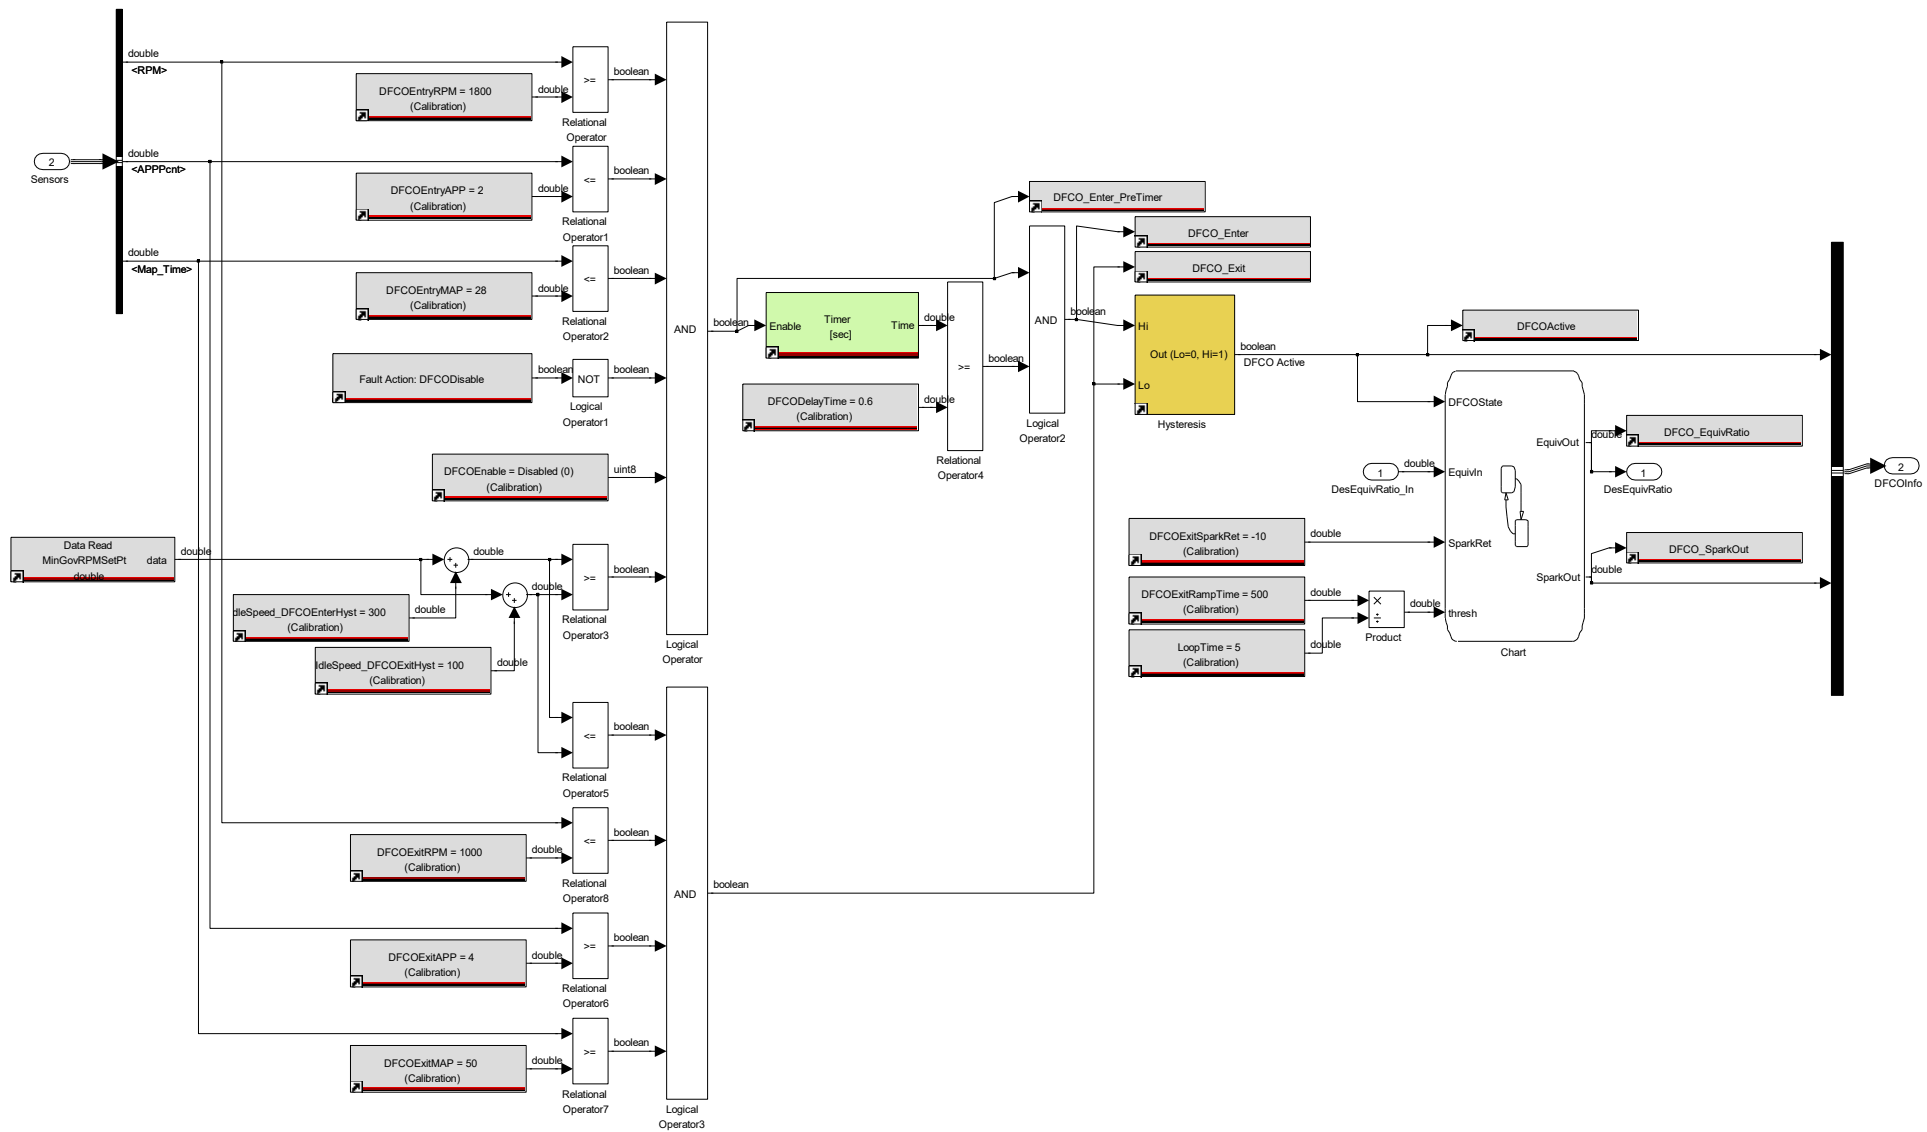 double
<RPM>
DFCOEntryRPM = 1800
(Calibration)
double
>=
boolean
Relational
Operator
2
Sensors
double
<APPPcnt>
DFCOEntryAPP = 2
(Calibration)
double
<=
boolean
Relational
Operator1
double
<Map_Time>
DFCOEntryMAP = 28
(Calibration)
double
<=
boolean
Relational
Operator2
Fault Action: DFCODisable
boolean
NOT
boolean
Logical
Operator1
DFCOEnable = Disabled (0)
(Calibration)
uint8
Data Read
MinGovRPMSetPt
data
double
double
+
+
double
dleSpeed_DFCOEnterHyst = 300
(Calibration)
double
+
+
double
IdleSpeed_DFCOExitHyst = 100
(Calibration)
double
>=
boolean
Relational
Operator3
AND
boolean
Logical
Operator
<=
boolean
Relational
Operator5
DFCOExitRPM = 1000
(Calibration)
double
<=
boolean
Relational
Operator8
DFCOExitAPP = 4
(Calibration)
double
>=
boolean
Relational
Operator6
DFCOExitMAP = 50
(Calibration)
double
>=
boolean
Relational
Operator7
AND
boolean
Logical
Operator3
Enable
Timer
[sec]
Time
double
DFCODelayTime = 0.6
(Calibration)
double
>=
boolean
Relational
Operator4
DFCO_Enter_PreTimer
DFCO_Enter
DFCO_Exit
AND
boolean
Logical
Operator2
Hi
Out (Lo=0, Hi=1)
Lo
Hysteresis
boolean
DFCO Active
DFCOActive
DFCOState
EquivIn
SparkRet
thresh
EquivOut
SparkOut
Chart
1
double
DesEquivRatio_In
DFCOExitSparkRet = -10
(Calibration)
double
DFCOExitRampTime = 500
(Calibration)
double
LoopTime = 5
(Calibration)
double
×
÷
double
Product
double
DFCO_EquivRatio
1
DesEquivRatio
DFCO_SparkOut
double
2
DFCOInfo